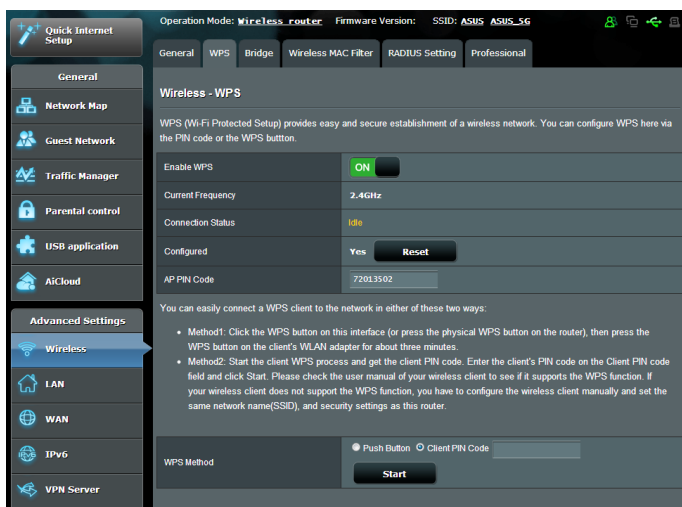 Quick Internet
Setup
Operation Mode: Wireless router Firmware Version: SSID: ASUS ASUS_5G
General WPS Bridge Wireless MAC Filter RADIUS Setting Professional
General
Network Map
Guest Network
Traffic Manager
Parental control
USB application
AiCloud
Advanced Settings
Wireless
LAN
WAN
IPv6
VPN Server
Wireless - WPS
WPS (Wi-Fi Protected Setup) provides easy and secure establishment of a wireless network. You can configure WPS here via
the PIN code or the WPS buttton.
Enable WPS ON
Current Frequency 2.4GHz
Connection Status Idle
Configured Yes Reset
AP PIN Code 72013502
You can easily connect a WPS client to the network in either of these two ways:
• Method1: Click the WPS button on this interface (or press the physical WPS button on the router), then press the
WPS button on the client's WLAN adapter for about three minutes.
• Method2: Start the client WPS process and get the client PIN code. Enter the client's PIN code on the Client PIN code
field and click Start. Please check the user manual of your wireless client to see if it supports the WPS function. If
your wireless client does not support the WPS function, you have to configure the wireless client manually and set the
same network name(SSID), and security settings as this router.
WPS Method Push Button Client PIN Code
Start